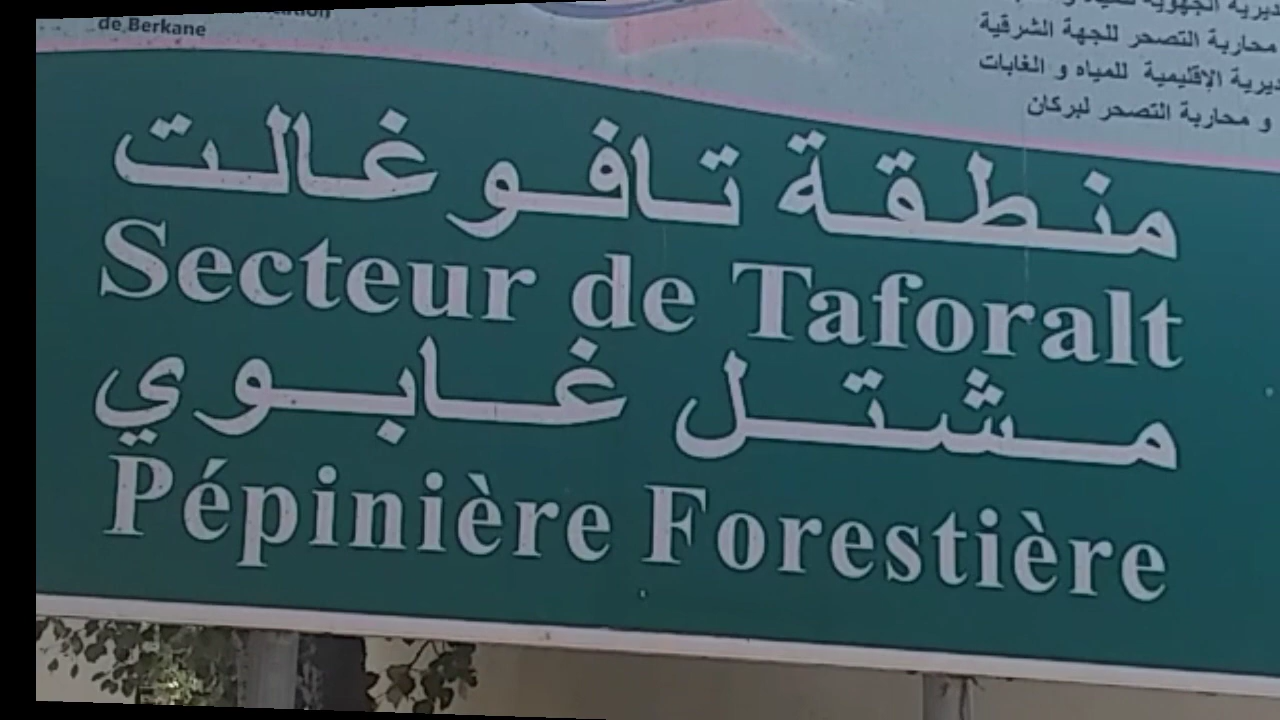 de Berkane
محاربة التصحر للجهة الشرقية
الإقليمية للمياه و الغابات
و محاربة التصحر لبركان
منطقة تافوغالت
Secteur de Taforalt
مشتل غابوي
Pépinière Forestière